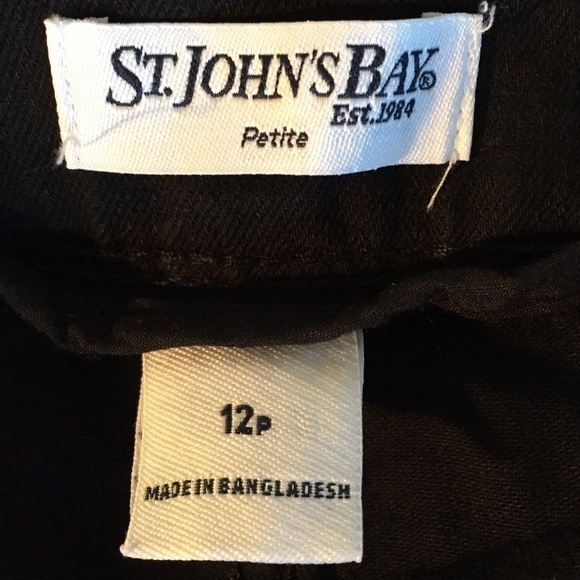 ST. JOHN'S BAY®
Est. 1984
Petite
12P
MADE IN BANGLADESH